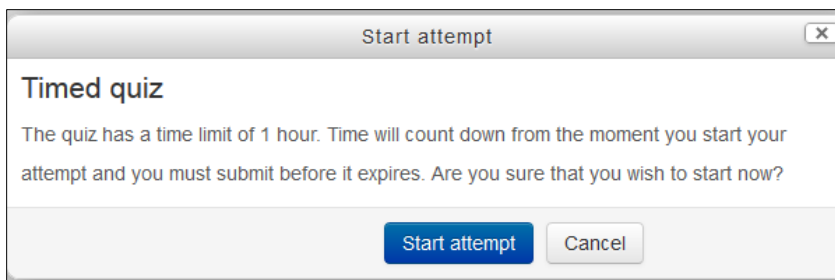 Start attempt
Timed quiz
The quiz has a time limit of 1 hour. Time will count down from the moment you start your
attempt and you must submit before it expires. Are you sure that you wish to start now?
Start attempt Cancel